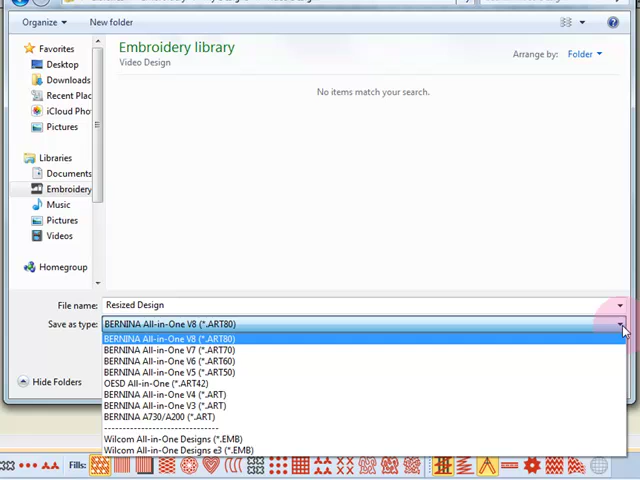 Organize
New folder
Favorites
Desktop
Downloads
Recent Plac
iCloud Pho
Pictures
Libraries
Documents
Embroidery
Music
Pictures
Videos
Homegroup
Embroidery library
Video Design
Arrange by: Folder
No items match your search.
File name: Resized Design
Save as type: BERNINA All-in-One V8 (*.ART80)
BERNINA All-in-One V8 (*.ART80)
BERNINA All-in-One V7 (*.ART70)
BERNINA All-in-One V6 (*.ART60)
BERNINA All-in-One V5 (*.ART50)
OESD All-in-One (*.ART42)
BERNINA All-in-One V4 (*.ART)
BERNINA All-in-One V3 (*.ART)
BERNINA A730/A200 (*.ART)
------------------------------
Wilcom All-in-One Designs (*.EMB)
Wilcom All-in-One Designs e3 (*.EMB)
Hide Folders
Fills: